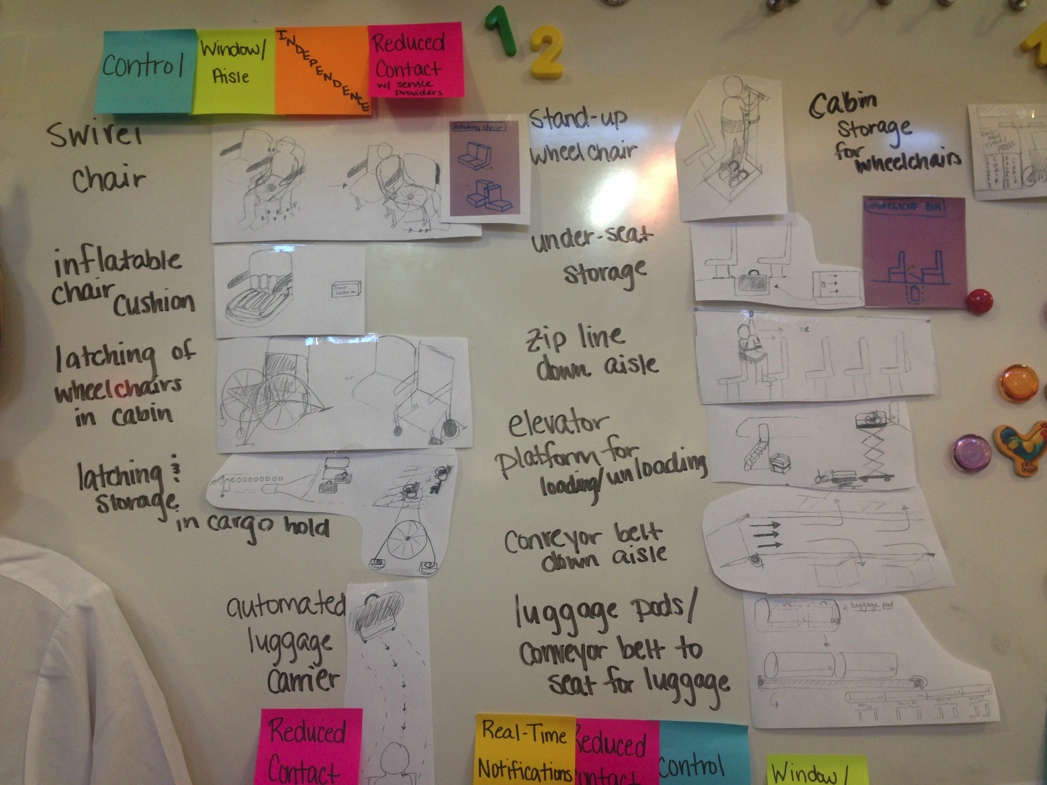 Control
Window/
Aisle
INDEPENDENCE
Reduced
Contact
w/ service
Providers
1
2
Swirel
chair
inflatable
chair cushion
latching of
wheelchairs
in cabin
latching &
storage
in cargo hold
automated
luggage
carrier
stand-up
wheelchair
under-seat
storage
zip line
down aisle
elevator
platform for
loading/unloading
conveyor belt
down aisle
luggage pods/
conveyor belt to
seat for luggage
luggage pod
Cabin
storage
for
wheelchairs
Reduced
Contact
Real-Time
Notifications
Reduced
Contact
Control
Window/